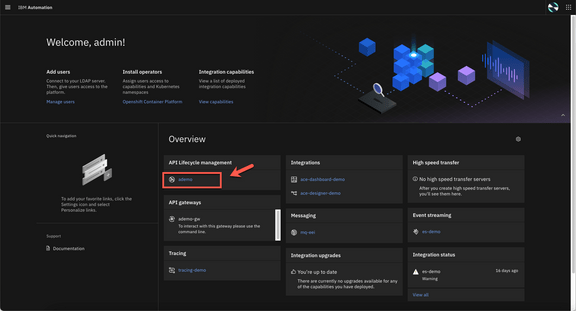 IBM Automation
Welcome, admin!
Add users
Connect to your LDAP server.
Then, give users access to the
platform.
Manage users
Install operators
Assign users access to
capabilities and Kubernetes
namespaces
Openshift Container Platform
Integration capabilities
View a list of deployed
integration capabilities
View capabilities
Quick navigation
To add your favorite links, click the
Settings icon and select
Personalize links
Support
Documentation
Overview
API Lifecycle management
ademo
API gateways
ademo-gw
To interact with this gateway please use the
command line.
Tracing
tracing-demo
Integrations
ace-dashboard-demo
ace-designer-demo
Messaging
Integration upgrades
You're up to date
There are currently no upgrades available for
any of the capabilities you have deployed.
High speed transfer
No high speed transfer servers
After you create high speed transfer servers,
you'll see them here.
Event streaming
es-demo
Integration status
es-demo
Warning
16 days ago
View all